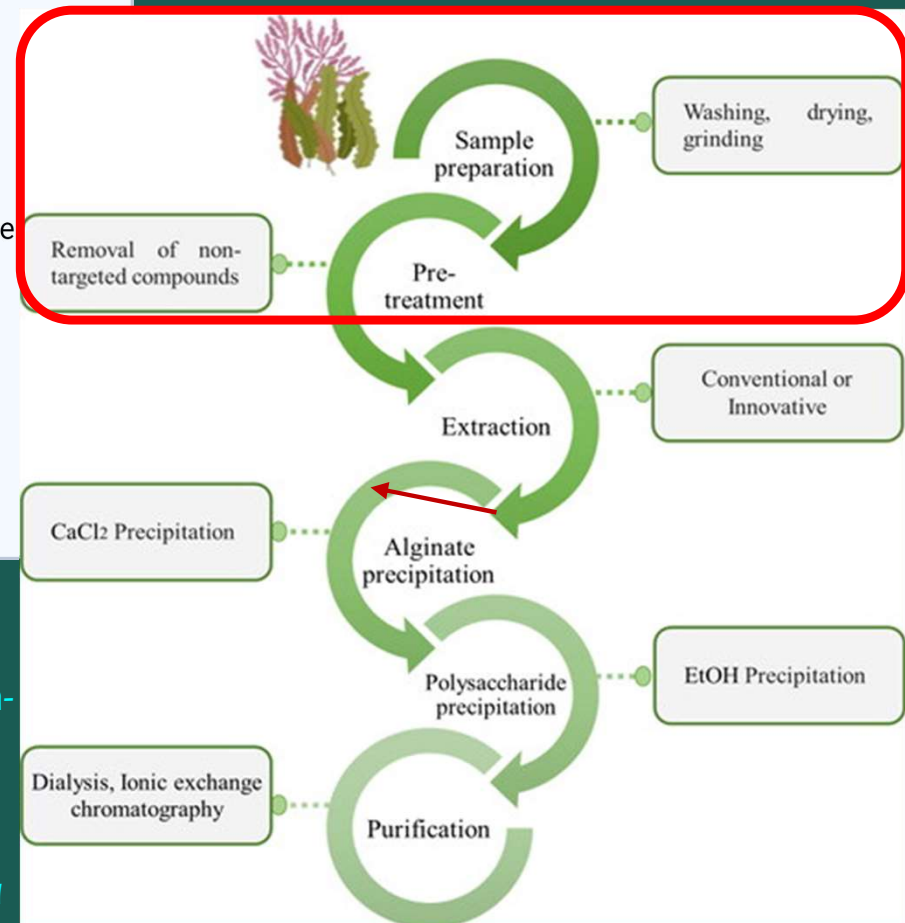 Sample
preparation
Washing, drying,
grinding
e
Removal of non-
targeted compounds
Pre-
treatment
Conventional or
Innovative
Extraction
CaCl2 Precipitation
Alginate
precipitation
EtOH Precipitation
Polysaccharide
precipitation
Dialysis, Ionic exchange
chromatography
Purification